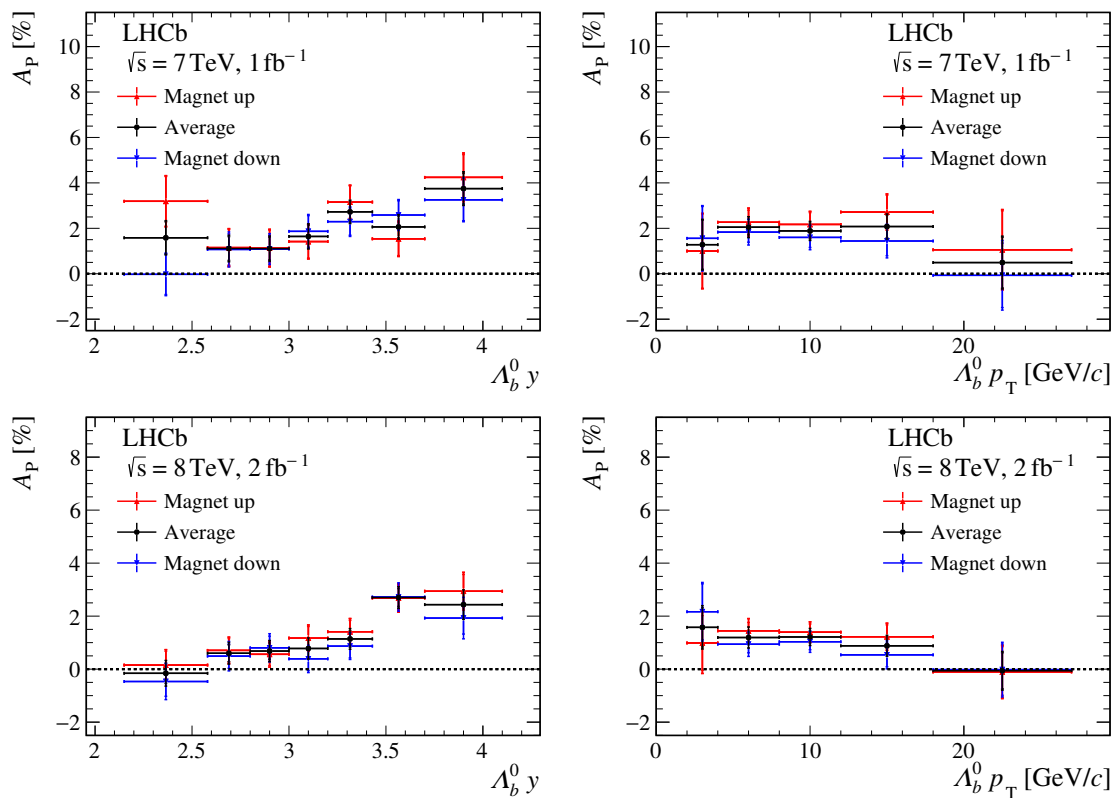 A_P [%]
10
8
6
4
2
0
−2
LHCb
√s = 7 TeV, 1 fb⁻¹
Magnet up
Average
Magnet down
2 2.5 3 3.5 4
Λ_b^0 y
A_P [%]
10
8
6
4
2
0
−2
LHCb
√s = 7 TeV, 1 fb⁻¹
Magnet up
Average
Magnet down
0 10 20
Λ_b^0 p_T [GeV/c]
A_P [%]
8
6
4
2
0
−2
LHCb
√s = 8 TeV, 2 fb⁻¹
Magnet up
Average
Magnet down
2 2.5 3 3.5 4
Λ_b^0 y
A_P [%]
8
6
4
2
0
−2
LHCb
√s = 8 TeV, 2 fb⁻¹
Magnet up
Average
Magnet down
0 10 20
Λ_b^0 p_T [GeV/c]